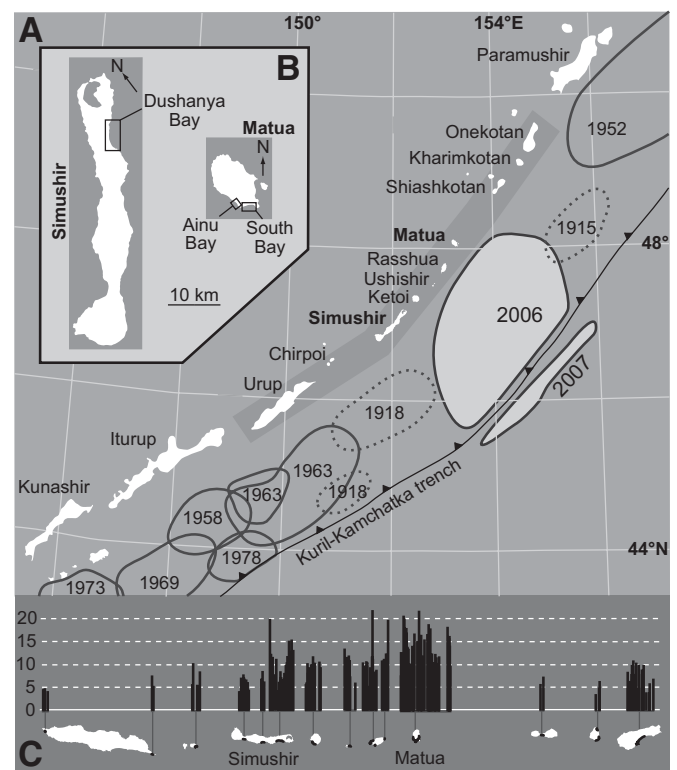 A
150°
154°E
Paramushir
N
B
Dushanya
Bay
Matua
N
Simushir
Ainu
Bay
South
Bay
10 km
1952
Onekotan
Kharimkotan
Shiashkotan
1915
Matua
48°
Rasshua
Ushishir
Ketoi
Simushir
2006
Chirpoi
2007
Urup
1918
Iturup
1963
1963
1918
Kunashir
1958
Kuril-Kamchatka trench
1978
44°N
1973
1969
20
15
10
5
0
C
Simushir
Matua